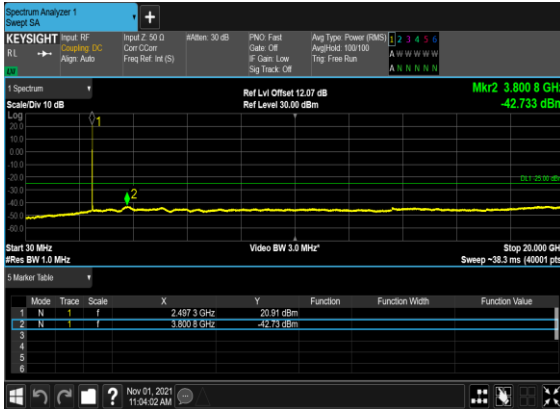 Spectrum Analyzer 1
Swept SA
+
KEYSIGHT Input: RF Input Z: 50 Ω #Atten: 30 dB PNO: Fast Avg Type: Power (RMS) 1 2 3 4 5 6
RL Coupling: DC Corr CCorr Gate: Off Avg|Hold: 100/100 A W W W W W
Align: Auto Freq Ref: Int (S) IF Gain: Low Trig: Free Run
Sig Track: Off A N N N N N
1 Spectrum Ref Lvl Offset 12.07 dB Mkr2 3.800 8 GHz
Scale/Div 10 dB Ref Level 30.00 dBm -42.733 dBm
Log
20.0
10.0
0.00
-10.0
-20.0
-30.0
-40.0
-50.0
-60.0
1
2
Start 30 MHz Video BW 3.0 MHz* Stop 20.000 GHz
#Res BW 1.0 MHz Sweep ~38.3 ms (40001 pts)
5 Marker Table
Mode Trace Scale X Y Function Function Width Function Value
1 N 1 f 2.497 3 GHz 20.91 dBm
2 N 1 f 3.800 8 GHz -42.73 dBm
3
4
5
6
? Nov 01, 2021
11:04:02 AM